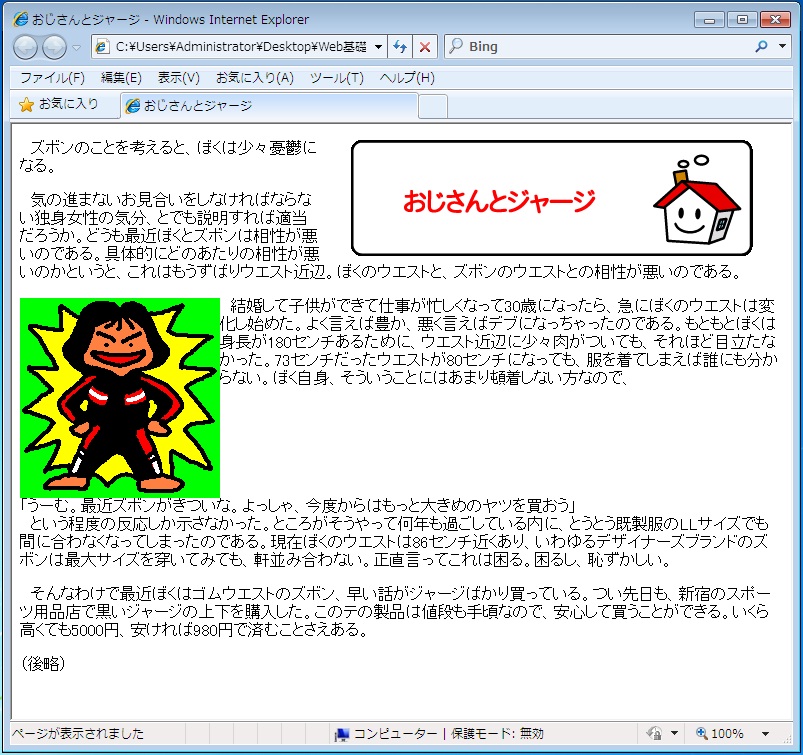 おじさんとジャージ - Windows Internet Explorer
C:¥Users¥Administrator¥Desktop¥Web基礎
Bing
ファイル(F) 編集(E) 表示(V) お気に入り(A) ツール(T) ヘルプ(H)
お気に入り
おじさんとジャージ
ズボンのことを考えると、ぼくは少々憂鬱に
なる。
おじさんとジャージ
気の進まないお見合いをしなければならな
い独身女性の気分、とでも説明すれば適当
だろうか。どうも最近ぼくとズボンは相性が悪
いのである。具体的にどのあたりの相性が悪
いのかというと、これはもうずばりウエスト近辺。ぼくのウエストと、ズボンのウエストとの相性が悪いのである。
結婚して子供ができて仕事が忙しくなって30歳になったら、急にぼくのウエストは変
化し始めた。よく言えば豊か、悪く言えばデブになっちゃったのである。もともとぼくは
身長が180センチあるために、ウエスト近辺に少々肉がついても、それほど目立たな
かった。73センチだったウエストが80センチになっても、服を着てしまえば誰にも分か
らない。ぼく自身、そういうことにはあまり頓着しない方なので、
「うーむ。最近ズボンがきついな。よっしゃ、今度からはもっと大きめのヤツを買おう」
という程度の反応しか示さなかった。ところがそうやって何年も過ごしている内に、とうとう既製服のLLサイズでも
間に合わなくなってしまったのである。現在ぼくのウエストは86センチ近くあり、いわゆるデザイナーズブランドのズ
ボンは最大サイズを穿いてみても、軒並み合わない。正直言ってこれは困る。困るし、恥ずかしい。
そんなわけで最近ぼくはゴムウエストのズボン、早い話がジャージばかり買っている。つい先日も、新宿のスポー
ツ用品店で黒いジャージの上下を購入した。このテの製品は値段も手頃なので、安心して買うことができる。いくら
高くても5000円、安ければ980円で済むことさえある。
（後略）
ページが表示されました
コンピューター | 保護モード: 無効
100%